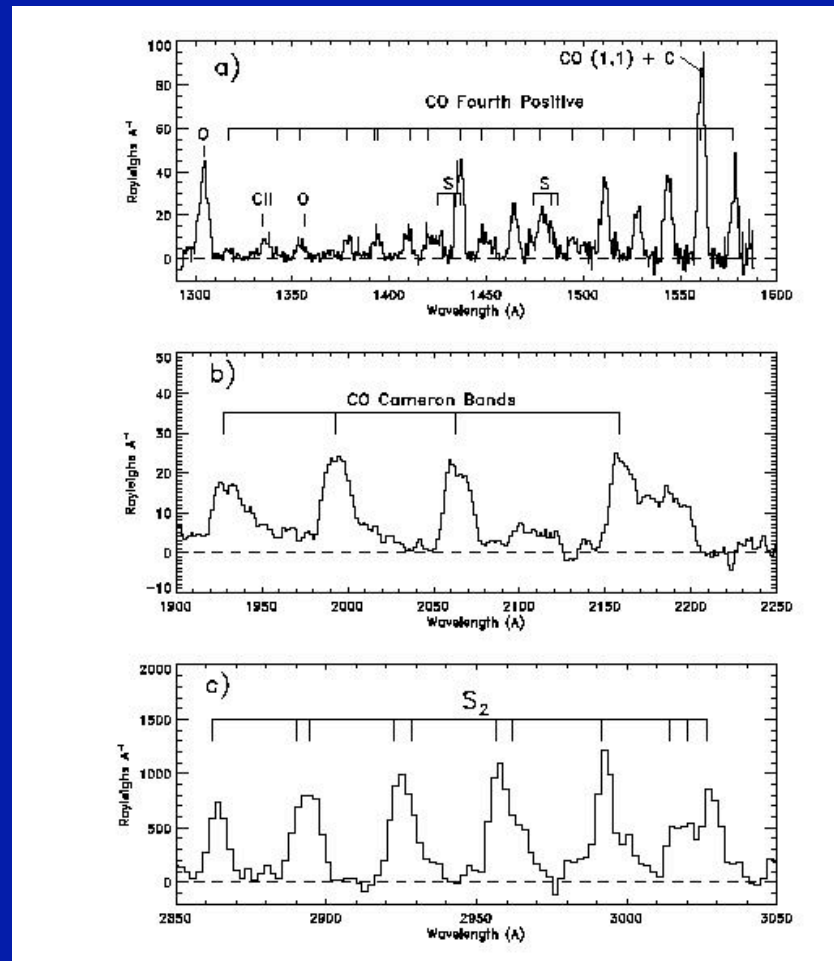 a)
CO (1,1) + C
CO Fourth Positive
O
CII
O
S
S
100
80
60
40
20
0
Rayleighs A⁻¹
1300 1350 1400 1450 1500 1550 1600
Wavelength (A)
b)
CO Cameron Bands
50
40
30
20
10
0
-10
Rayleighs A⁻¹
1900 1950 2000 2050 2100 2150 2200 2250
Wavelength (A)
c)
S₂
2000
1500
1000
500
0
Rayleighs A⁻¹
2850 2900 2950 3000 3050
Wavelength (A)